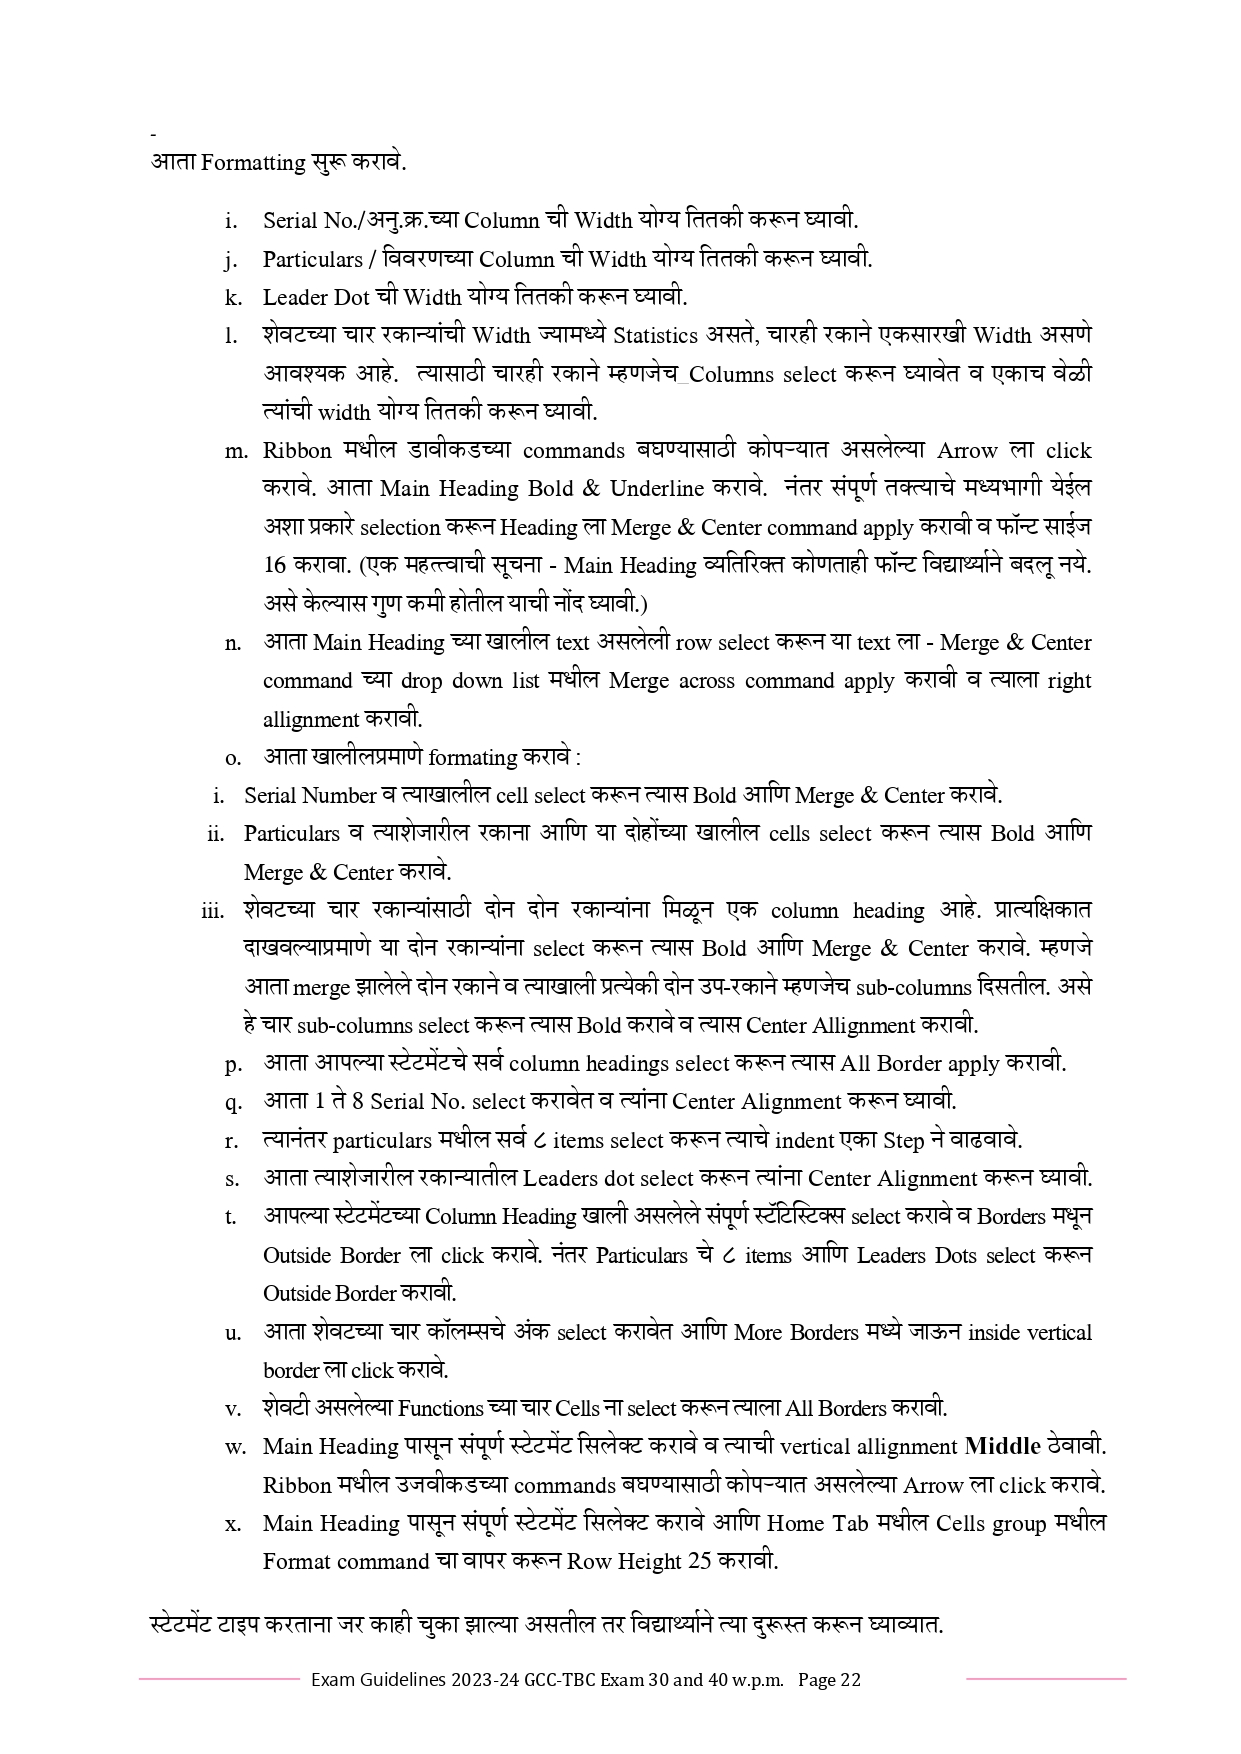 -
आता Formatting सुरू करावे.
i. Serial No./अनु.क्र.च्या Column ची Width योग्य तितकी करून घ्यावी.
j. Particulars / विवरणच्या Column ची Width योग्य तितकी करून घ्यावी.
k. Leader Dot ची Width योग्य तितकी करून घ्यावी.
l. शेवटच्या चार रकान्यांची Width ज्यामध्ये Statistics असते, चारही रकाने एकसारखी Width असणे
आवश्यक आहे. त्यासाठी चारही रकाने म्हणजेच_Columns select करून घ्यावेत व एकाच वेळी
त्यांची width योग्य तितकी करून घ्यावी.
m. Ribbon मधील डावीकडच्या commands बघण्यासाठी कोपऱ्यात असलेल्या Arrow ला click
करावे. आता Main Heading Bold & Underline करावे. नंतर संपूर्ण तक्त्याचे मध्यभागी येईल
अशा प्रकारे selection करून Heading ला Merge & Center command apply करावी व फॉन्ट साईज
16 करावा. (एक महत्त्वाची सूचना - Main Heading व्यतिरिक्त कोणताही फॉन्ट विद्यार्थ्याने बदलू नये.
असे केल्यास गुण कमी होतील याची नोंद घ्यावी.)
n. आता Main Heading च्या खालील text असलेली row select करून या text ला - Merge & Center
command च्या drop down list मधील Merge across command apply करावी व त्याला right
allignment करावी.
o. आता खालीलप्रमाणे formating करावे :
i. Serial Number व त्याखालील cell select करून त्यास Bold आणि Merge & Center करावे.
ii. Particulars व त्याशेजारील रकाना आणि या दोहोंच्या खालील cells select करून त्यास Bold आणि
Merge & Center करावे.
iii. शेवटच्या चार रकान्यांसाठी दोन दोन रकान्यांना मिळून एक column heading आहे. प्रात्यक्षिकात
दाखवल्याप्रमाणे या दोन रकान्यांना select करून त्यास Bold आणि Merge & Center करावे. म्हणजे
आता merge झालेले दोन रकाने व त्याखाली प्रत्येकी दोन उप-रकाने म्हणजेच sub-columns दिसतील. असे
हे चार sub-columns select करून त्यास Bold करावे व त्यास Center Allignment करावी.
p. आता आपल्या स्टेटमेंटचे सर्व column headings select करून त्यास All Border apply करावी.
q. आता 1 ते 8 Serial No. select करावेत व त्यांना Center Alignment करून घ्यावी.
r. त्यानंतर particulars मधील सर्व ८ items select करून त्याचे indent एका Step ने वाढवावे.
s. आता त्याशेजारील रकान्यातील Leaders dot select करून त्यांना Center Alignment करून घ्यावी.
t. आपल्या स्टेटमेंटच्या Column Heading खाली असलेले संपूर्ण स्टॅटिस्टिक्स select करावे व Borders मधून
Outside Border ला click करावे. नंतर Particulars चे ८ items आणि Leaders Dots select करून
Outside Border करावी.
u. आता शेवटच्या चार कॉलम्सचे अंक select करावेत आणि More Borders मध्ये जाऊन inside vertical
border ला click करावे.
v. शेवटी असलेल्या Functions च्या चार Cells ना select करून त्याला All Borders करावी.
w. Main Heading पासून संपूर्ण स्टेटमेंट सिलेक्ट करावे व त्याची vertical allignment Middle ठेवावी.
Ribbon मधील उजवीकडच्या commands बघण्यासाठी कोपऱ्यात असलेल्या Arrow ला click करावे.
x. Main Heading पासून संपूर्ण स्टेटमेंट सिलेक्ट करावे आणि Home Tab मधील Cells group मधील
Format command चा वापर करून Row Height 25 करावी.
स्टेटमेंट टाइप करताना जर काही चुका झाल्या असतील तर विद्यार्थ्याने त्या दुरूस्त करून घ्याव्यात.
Exam Guidelines 2023-24 GCC-TBC Exam 30 and 40 w.p.m. Page 22